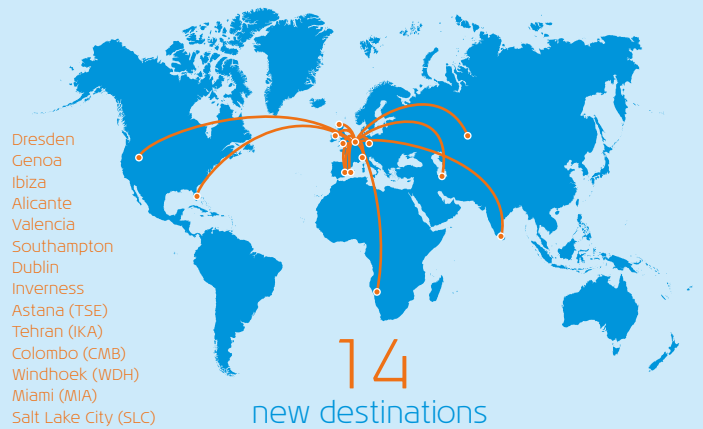 Dresden
Genoa
Ibiza
Alicante
Valencia
Southampton
Dublin
Inverness
Astana (TSE)
Tehran (IKA)
Colombo (CMB)
Windhoek (WDH)
Miami (MIA)
Salt Lake City (SLC)
14
new destinations